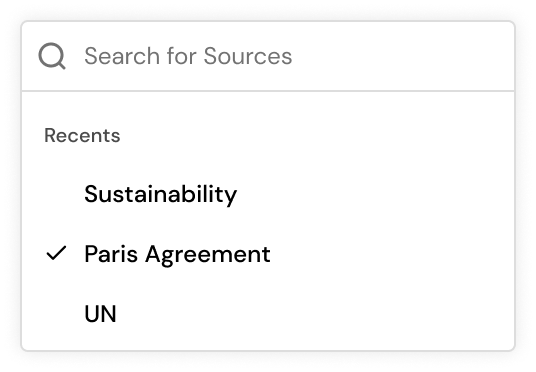 Search for Sources
Recents
Sustainability
Paris Agreement
UN